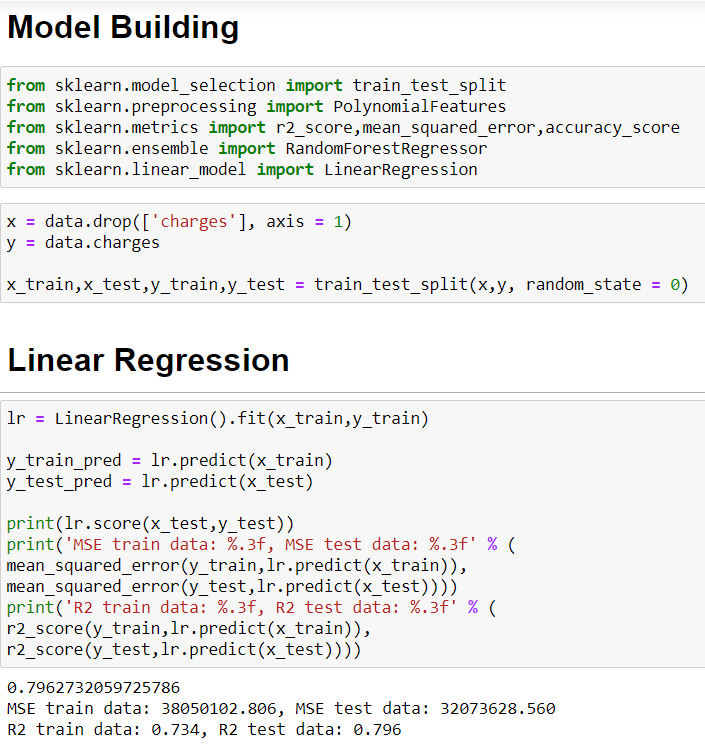 Model Building
from sklearn.model_selection import train_test_split
from sklearn.preprocessing import PolynomialFeatures
from sklearn.metrics import r2_score,mean_squared_error,accuracy_score
from sklearn.ensemble import RandomForestRegressor
from sklearn.linear_model import LinearRegression
x = data.drop(['charges'], axis = 1)
y = data.charges
x_train,x_test,y_train,y_test = train_test_split(x,y, random_state = 0)
Linear Regression
lr = LinearRegression().fit(x_train,y_train)
y_train_pred = lr.predict(x_train)
y_test_pred = lr.predict(x_test)
print(lr.score(x_test,y_test))
print('MSE train data: %.3f, MSE test data: %.3f' % (
mean_squared_error(y_train,lr.predict(x_train)),
mean_squared_error(y_test,lr.predict(x_test))))
print('R2 train data: %.3f, R2 test data: %.3f' % (
r2_score(y_train,lr.predict(x_train)),
r2_score(y_test,lr.predict(x_test))))
0.7962732059725786
MSE train data: 38050102.806, MSE test data: 32073628.560
R2 train data: 0.734, R2 test data: 0.796